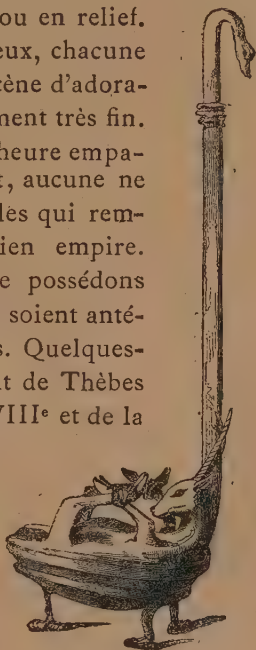 ou en relief.
eux, chacune
cène d'adora-
ment très fin.
heure empa-
t, aucune ne
lès qui rem-
ien empire.
e possédons
soient anté-
s. Quelques-
t de Thèbes
VIIIe et de la